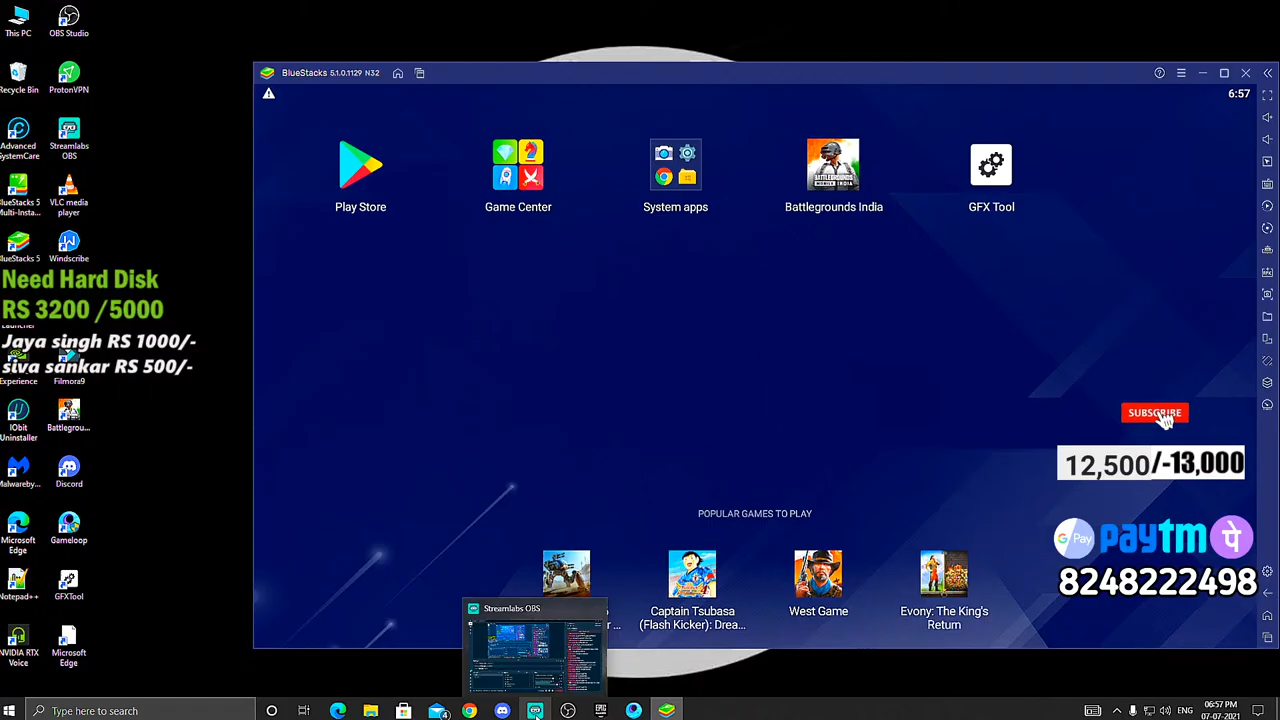 This PC
OBS Studio
Recycle Bin
ProtonVPN
Advanced
SystemCare
Streamlabs
OBS
BlueStacks 5
Multi-Insta...
VLC media
player
BlueStacks 5
Windscribe
Need Hard Disk
RS 3200 /5000
Jaya singh RS 1000/-
siva sankar RS 500/-
Experience
Filmora9
IObit
Uninstaller
Battlegrou...
Malwareby...
Discord
Microsoft
Edge
Gameloop
Notepad++
GFXTool
NVIDIA RTX
Voice
Microsoft
Edge
BlueStacks 5.1.0.1129 N32
6:57
Play Store
Game Center
System apps
Battlegrounds India
GFX Tool
SUBSCRIBE
12,500/-13,000
POPULAR GAMES TO PLAY
G Pay paytm पे
8248222498
Captain Tsubasa
(Flash Kicker): Drea...
West Game
Evony: The King's
Return
Streamlabs OBS
Type here to search
ENG
06:57 PM
07-07-2021